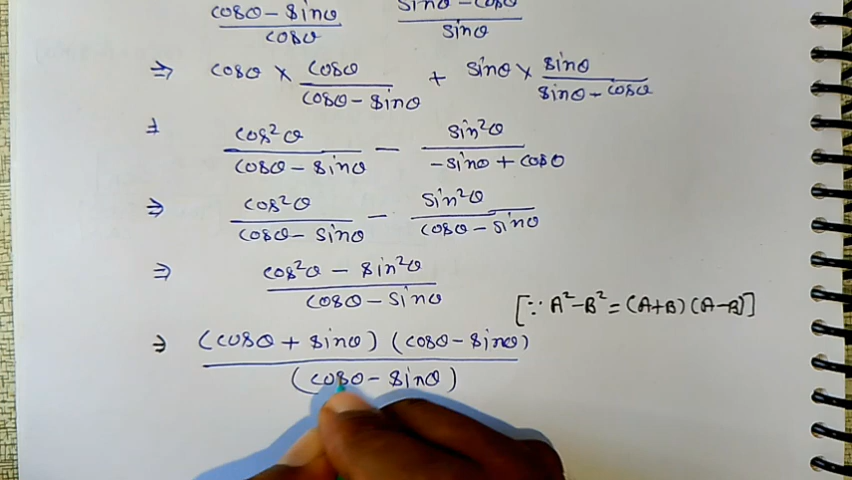 cosθ - sinθ / cosθ    sinθ - cosθ / sinθ
⇒ cosθ × cosθ / cosθ - sinθ + sinθ × sinθ / sinθ - cosθ
⇒ cos²θ / cosθ - sinθ - sin²θ / -sinθ + cosθ
⇒ cos²θ / cosθ - sinθ - sin²θ / cosθ - sinθ
⇒ cos²θ - sin²θ / cosθ - sinθ
[∵ A² - B² = (A+B) (A-B)]
⇒ (cosθ + sinθ) (cosθ - sinθ) / (cosθ - sinθ)